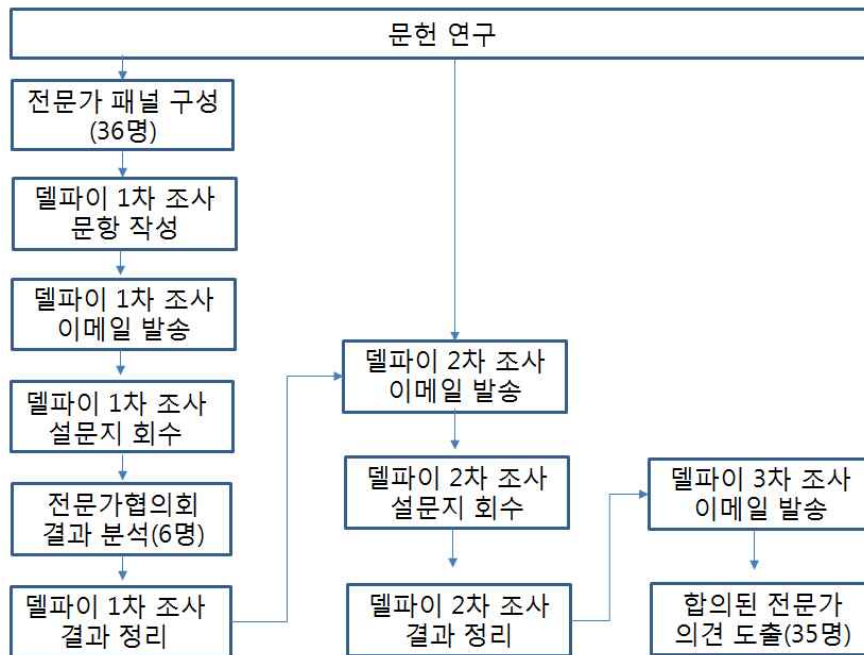 문헌 연구
전문가 패널 구성
(36명)
델파이 1차 조사
문항 작성
델파이 1차 조사
이메일 발송
델파이 1차 조사
설문지 회수
전문가협의회
결과 분석(6명)
델파이 1차 조사
결과 정리
델파이 2차 조사
이메일 발송
델파이 2차 조사
설문지 회수
델파이 2차 조사
결과 정리
델파이 3차 조사
이메일 발송
합의된 전문가
의견 도출(35명)